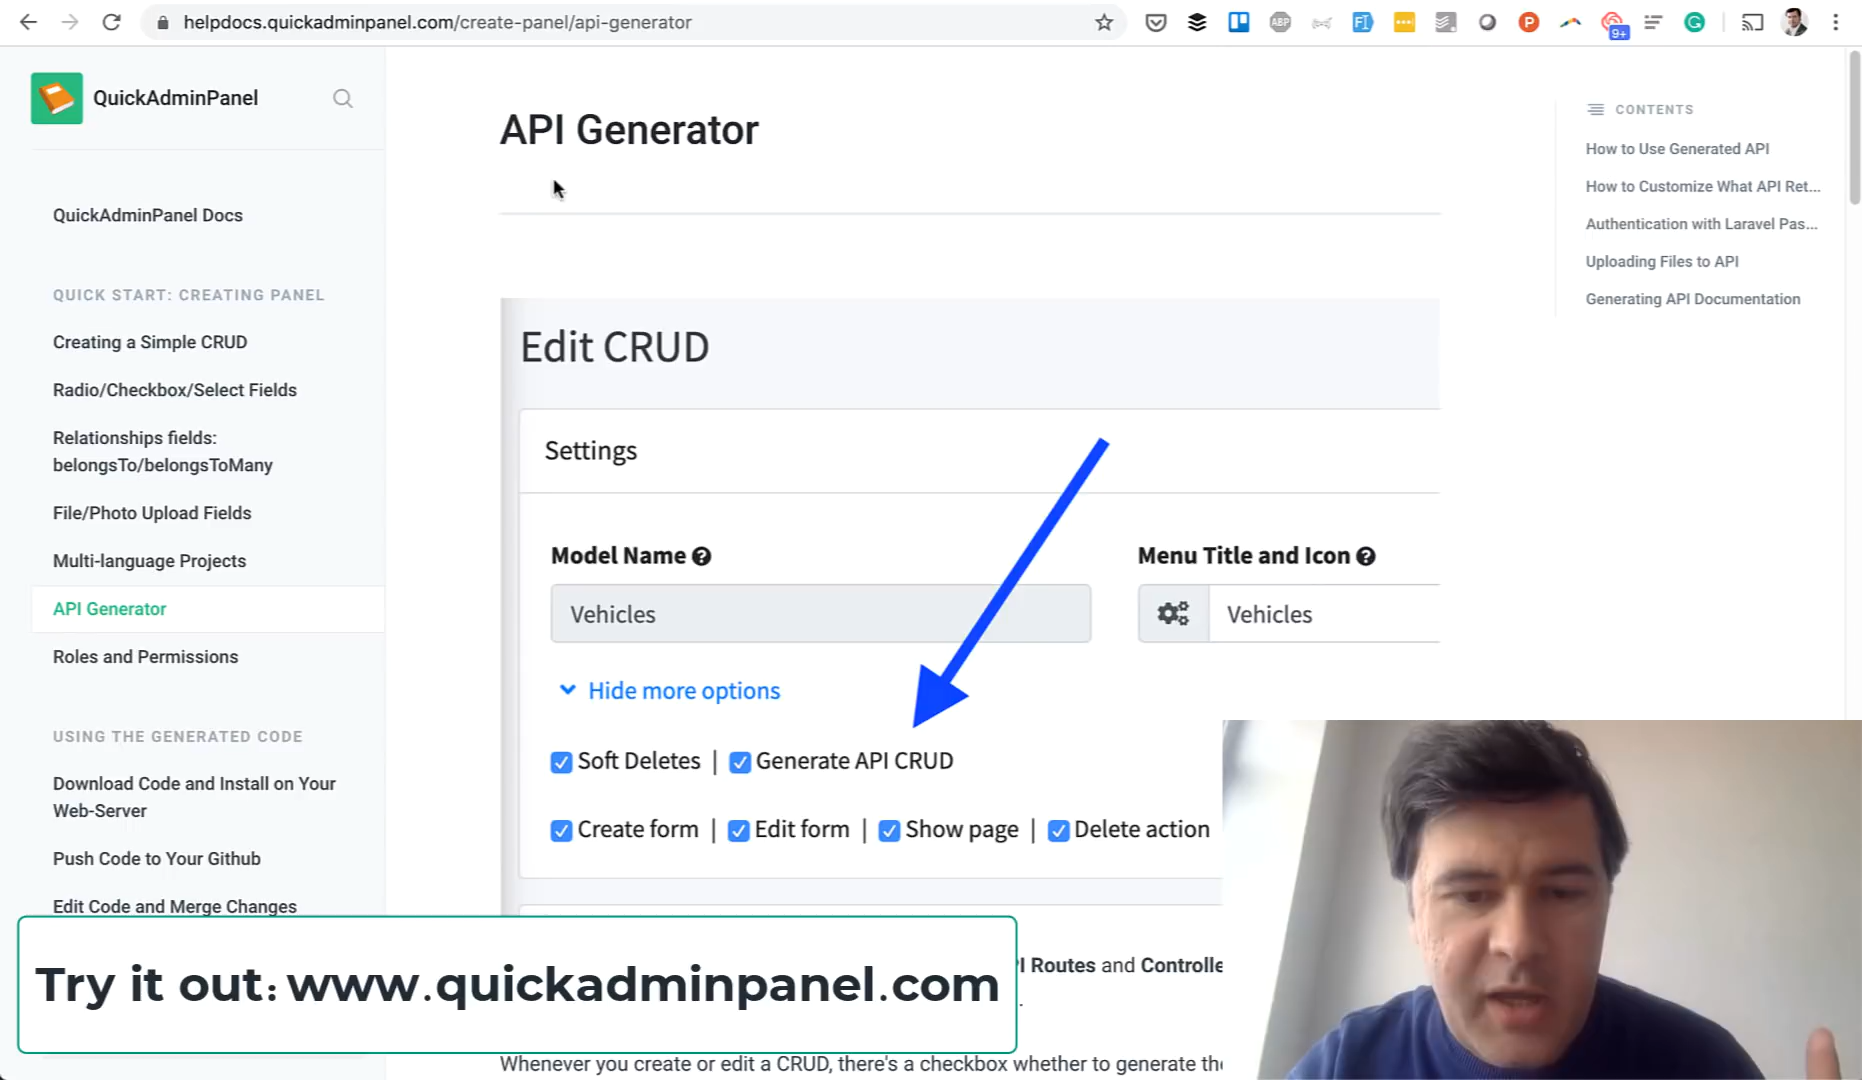 helpdocs.quickadminpanel.com/create-panel/api-generator
ABP
9+
QuickAdminPanel
QuickAdminPanel Docs
QUICK START: CREATING PANEL
Creating a Simple CRUD
Radio/Checkbox/Select Fields
Relationships fields:
belongsTo/belongsToMany
File/Photo Upload Fields
Multi-language Projects
API Generator
Roles and Permissions
USING THE GENERATED CODE
Download Code and Install on Your
Web-Server
Push Code to Your Github
Edit Code and Merge Changes
API Generator
Edit CRUD
Settings
Model Name
Menu Title and Icon
Vehicles
Vehicles
Hide more options
Soft Deletes | Generate API CRUD
Create form | Edit form | Show page | Delete action
I Routes and Controlle
Whenever you create or edit a CRUD, there's a checkbox whether to generate the
CONTENTS
How to Use Generated API
How to Customize What API Ret...
Authentication with Laravel Pas...
Uploading Files to API
Generating API Documentation
Try it out: www.quickadminpanel.com